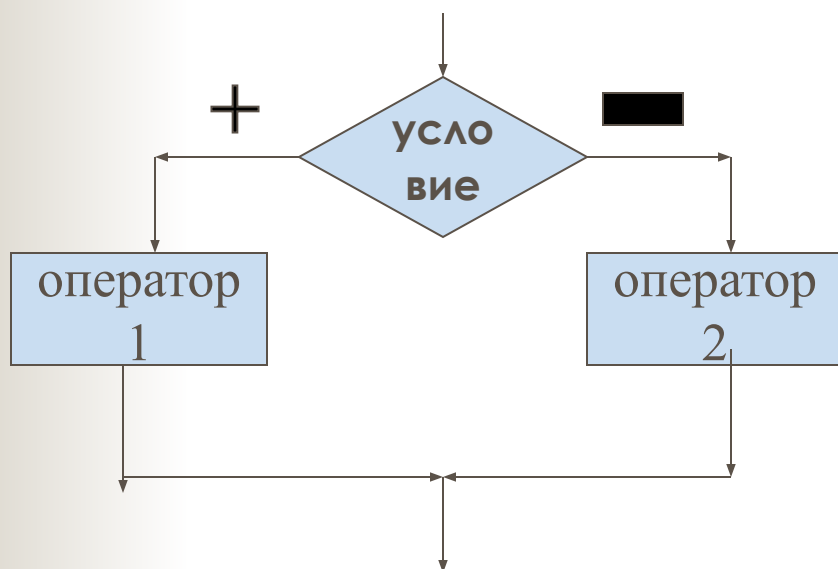 +
усло
вие
оператор
1
оператор
2